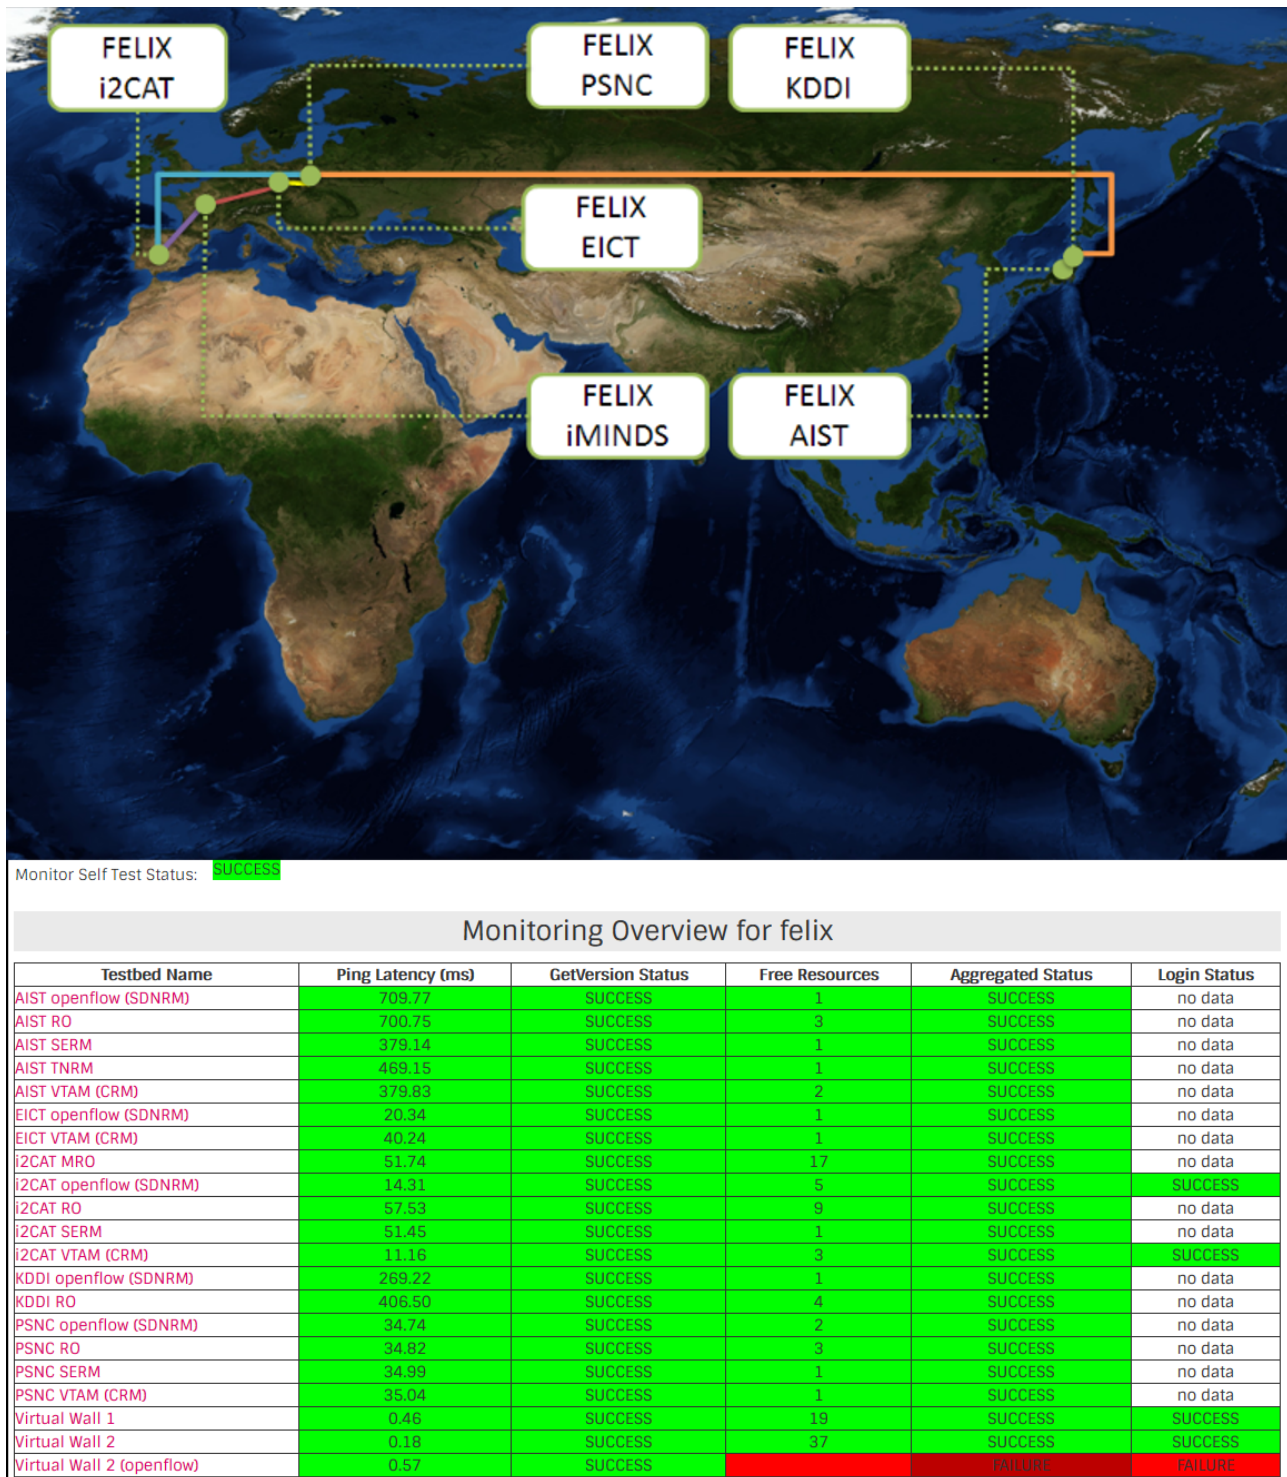 FELIX
i2CAT
FELIX
PSNC
FELIX
KDDI
FELIX
EICT
FELIX
iMINDS
FELIX
AIST
Monitor Self Test Status: SUCCESS
Monitoring Overview for felix
Testbed Name Ping Latency (ms) GetVersion Status Free Resources Aggregated Status Login Status
AIST openflow (SDNRM) 709.77 SUCCESS 1 SUCCESS no data
AIST RO 700.75 SUCCESS 3 SUCCESS no data
AIST SERM 379.14 SUCCESS 1 SUCCESS no data
AIST TNRM 469.15 SUCCESS 1 SUCCESS no data
AIST VTAM (CRM) 379.83 SUCCESS 2 SUCCESS no data
EICT openflow (SDNRM) 20.34 SUCCESS 1 SUCCESS no data
EICT VTAM (CRM) 40.24 SUCCESS 1 SUCCESS no data
i2CAT MRO 51.74 SUCCESS 17 SUCCESS no data
i2CAT openflow (SDNRM) 14.31 SUCCESS 5 SUCCESS SUCCESS
i2CAT RO 57.53 SUCCESS 9 SUCCESS no data
i2CAT SERM 51.45 SUCCESS 1 SUCCESS no data
i2CAT VTAM (CRM) 11.16 SUCCESS 3 SUCCESS SUCCESS
KDDI openflow (SDNRM) 269.22 SUCCESS 1 SUCCESS no data
KDDI RO 406.50 SUCCESS 4 SUCCESS no data
PSNC openflow (SDNRM) 34.74 SUCCESS 2 SUCCESS no data
PSNC RO 34.82 SUCCESS 3 SUCCESS no data
PSNC SERM 34.99 SUCCESS 1 SUCCESS no data
PSNC VTAM (CRM) 35.04 SUCCESS 1 SUCCESS no data
Virtual Wall 1 0.46 SUCCESS 19 SUCCESS SUCCESS
Virtual Wall 2 0.18 SUCCESS 37 SUCCESS SUCCESS
Virtual Wall 2 (openflow) 0.57 SUCCESS FAILURE FAILURE